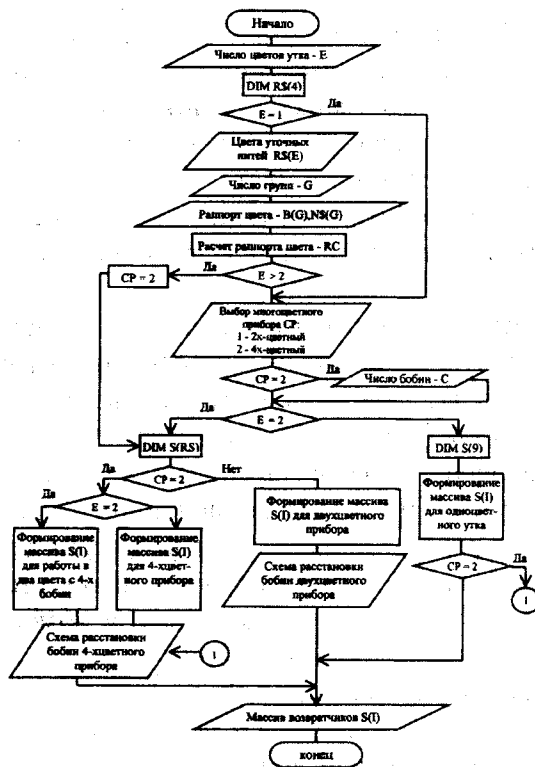 Начало
Число цветов утка - E
DIM R$(4)
E = 1
Да
Цвета уточных
нитей R$(E)
Число групп - G
Раппорт цвета - B(G),N$(G)
Расчет раппорта цвета - RC
Да
E > 2
CP = 2
Выбор многоцветного
прибора CP:
1 - 2х-цветный
2 - 4х-цветный
CP = 2
Да
Число бобин - C
Да
E = 2
DIM S(RS)
DIM S(9)
Да
CP = 2
Нет
Да
E = 2
Формирование
массива S(I)
для работы в
два цвета с 4-х
бобин
Формирование
массива S(I)
для 4-хцвет-
ного прибора
Формирование массива
S(I) для двухцветного
прибора
Формирование
массива S(I)
для одноцвет-
ного утка
Схема расстановки
бобин двухцветного
прибора
CP = 2
Да
1
Схема расстановки
бобин 4-хцветного
прибора
1
Массив возвратчиков S(I)
конец